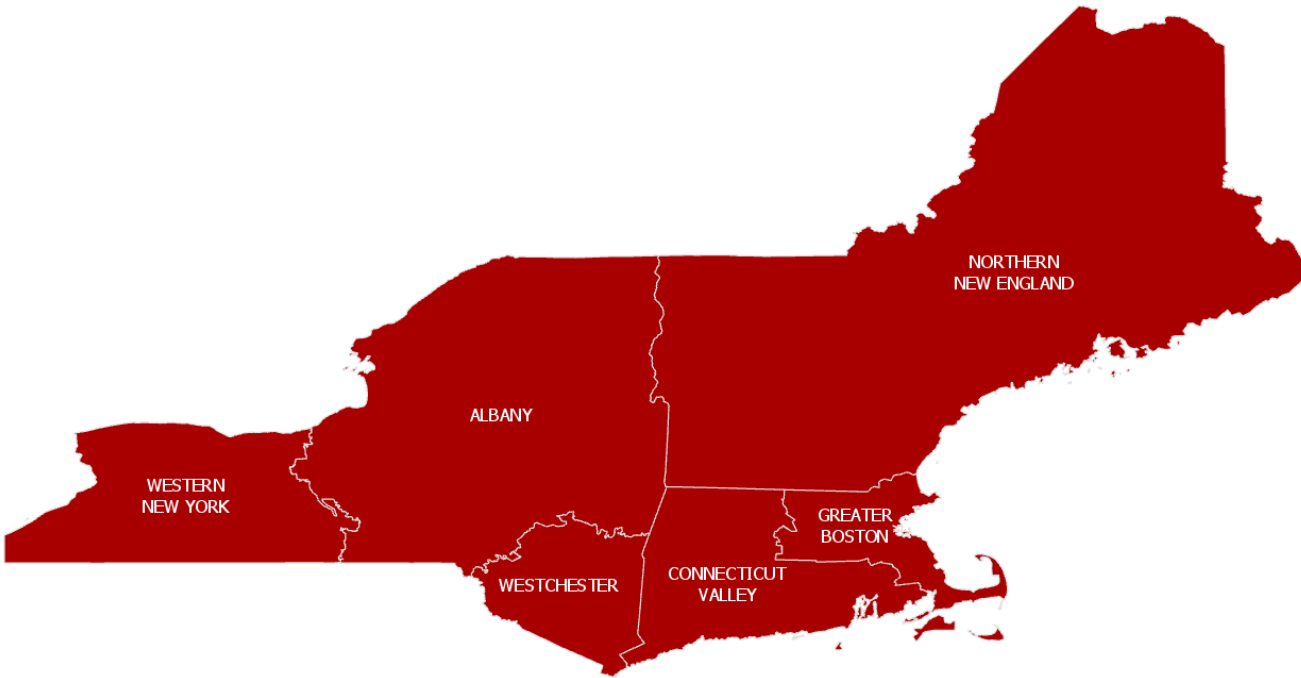 NORTHERN
NEW ENGLAND
ALBANY
WESTERN
NEW YORK
GREATER
BOSTON
WESTCHESTER
CONNECTICUT
VALLEY